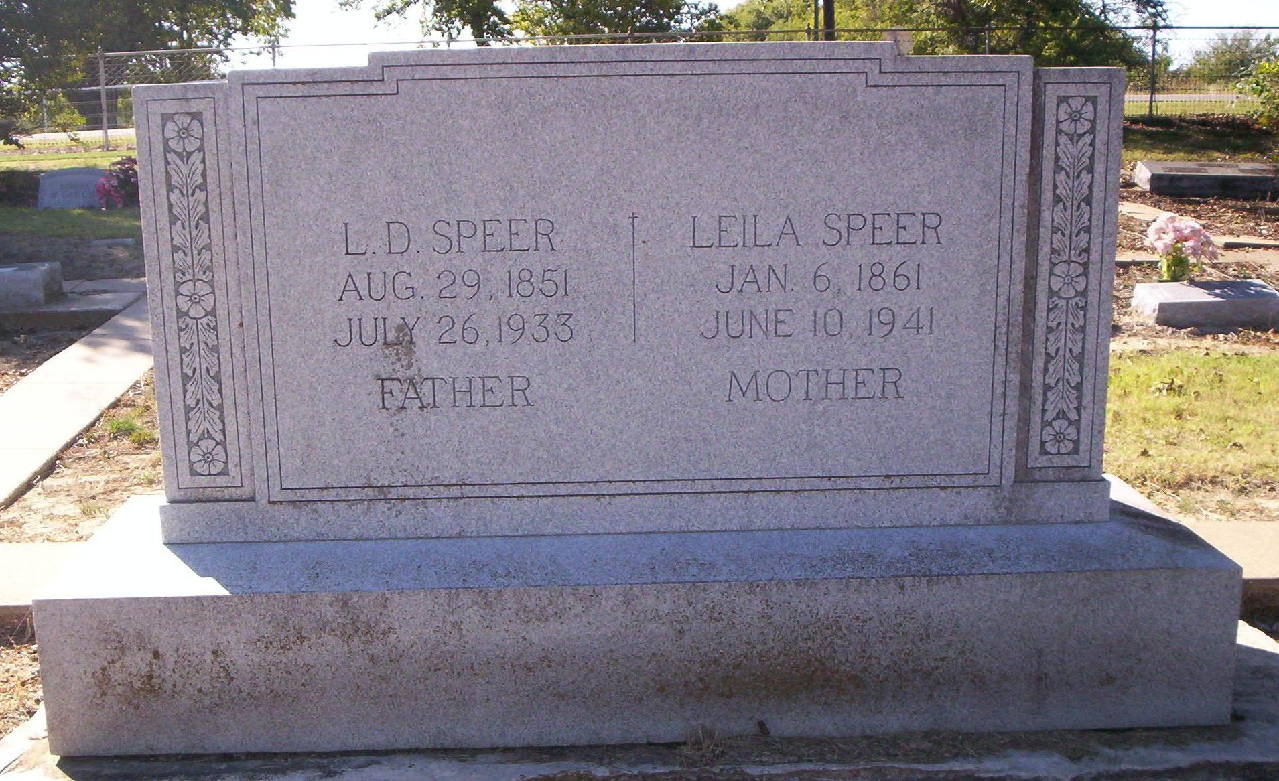 L. D. SPEER
AUG. 29, 1851
JULY 26, 1933
FATHER
LEILA SPEER
JAN. 6, 1861
JUNE 10, 1941
MOTHER